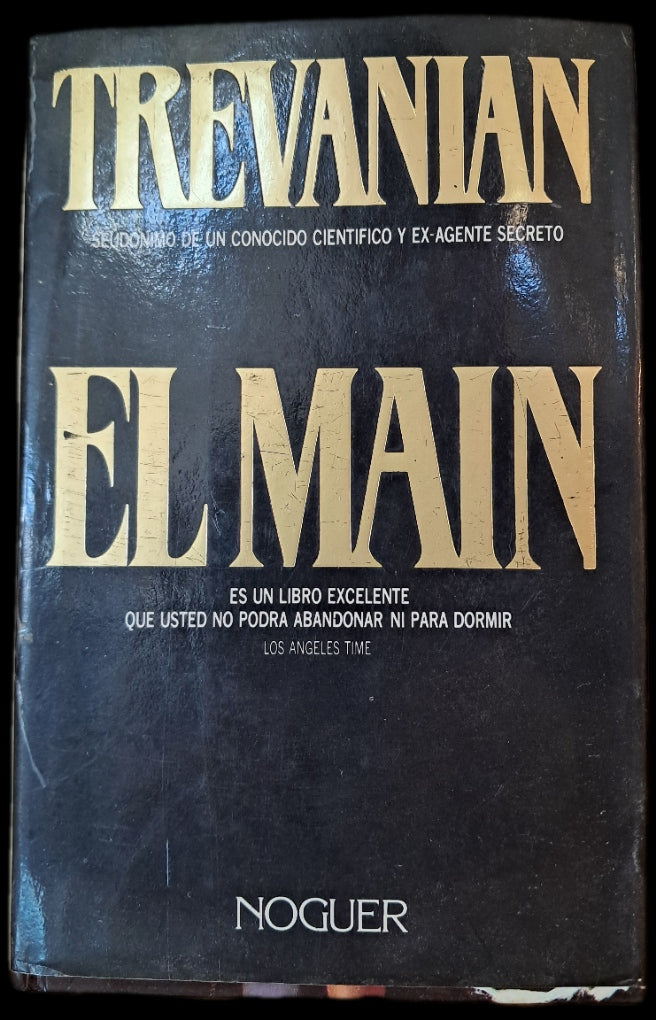 TREVANIAN
SEUDONIMO DE UN CONOCIDO CIENTIFICO Y EX-AGENTE SECRETO
EL MAIN
ES UN LIBRO EXCELENTE
QUE USTED NO PODRA ABANDONAR NI PARA DORMIR
LOS ANGELES TIME
NOGUER